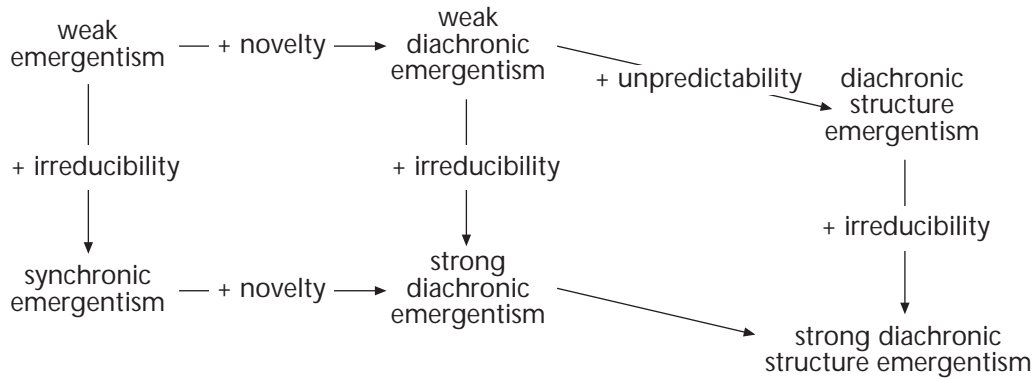 weak
emergentism
+ novelty
weak
diachronic
emergentism
+ unpredictability
diachronic
structure
emergentism
+ irreducibility
+ irreducibility
+ irreducibility
synchronic
emergentism
+ novelty
strong
diachronic
emergentism
strong diachronic
structure emergentism